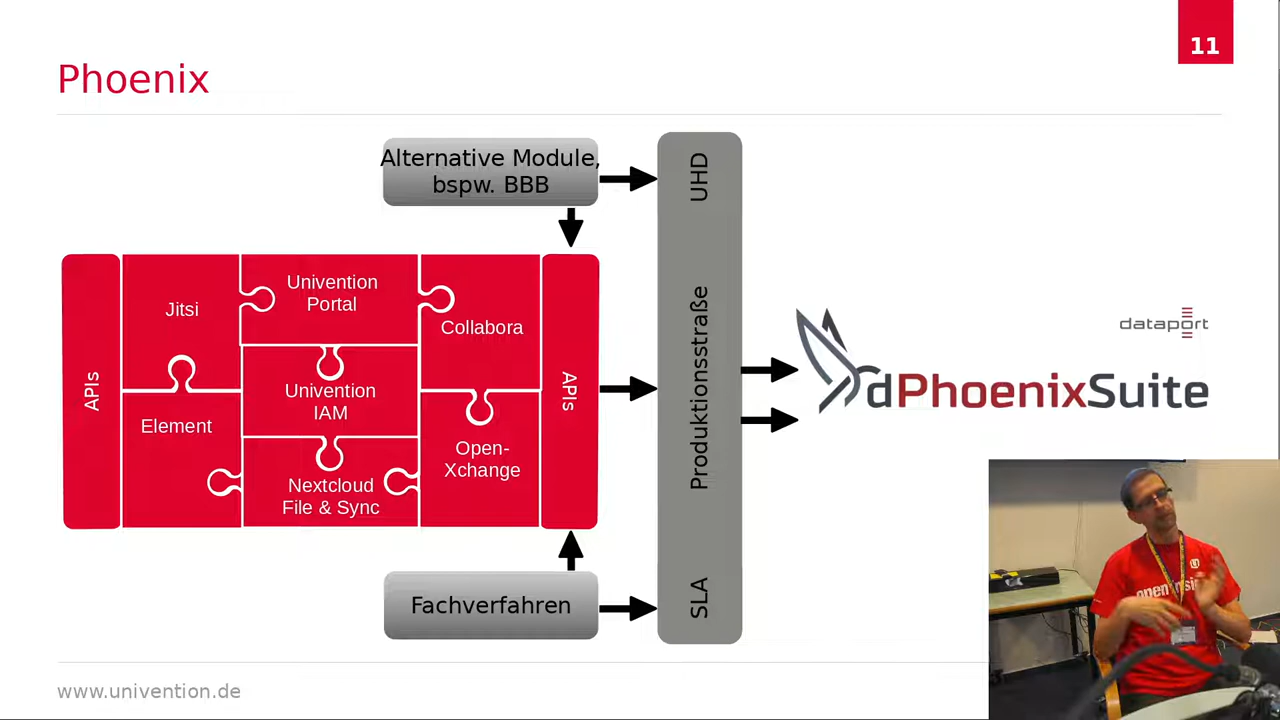 11
Phoenix
Alternative Module,
bspw. BBB
UHD
Produktionsstraße
SLA
APIs
Jitsi
Univention
Portal
Collabora
Univention
IAM
Element
Open-
Xchange
Nextcloud
File & Sync
APIs
Fachverfahren
dataport
dPhoenixSuite
www.univention.de